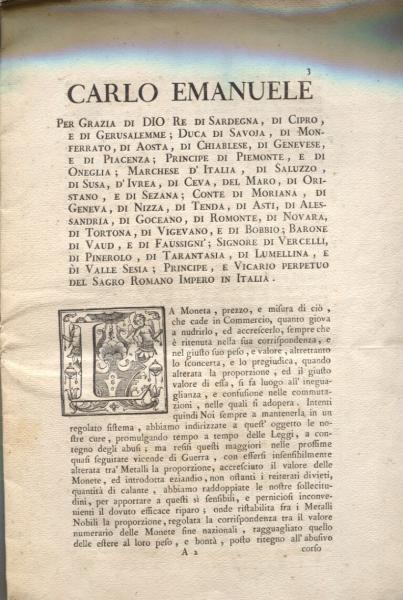 3
CARLO EMANUELE
PER GRAZIA DI DIO RE DI SARDEGNA, DI CIPRO,
E DI GERUSALEMME; DUCA DI SAVOJA, DI MON-
FERRATO, DI AOSTA, DI CHIABLESE, DI GENEVESE,
E DI PIACENZA; PRINCIPE DI PIEMONTE, E DI
ONEGLIA; MARCHESE D'ITALIA, DI SALUZZO,
DI SUSA, D'IVREA, DI CEVA, DEL MARO, DI ORI-
STANO, E DI SEZANA; CONTE DI MORIANA, DI
GENEVA, DI NIZZA, DI TENDA, DI ASTI, DI ALES-
SANDRIA, DI GOCEANO, DI ROMONTE, DI NOVARA,
DI TORTONA, DI VIGEVANO, E DI BOBBIO; BARONE
DI VAUD, E DI FAUSSIGNI'; SIGNORE DI VERCELLI,
DI PINEROLO, DI TARANTASIA, DI LUMELLINA, E
DI VALLE SESIA; PRINCIPE, E VICARIO PERPETUO
DEL SAGRO ROMANO IMPERO IN ITALIA.
LA Moneta, prezzo, e misura di ciò,
che cade in Commercio, quanto giova
a nudrirlo, ed accrescerlo, sempre che
è ritenuta nella sua corrispondenza, e
nel giusto suo peso, e valore, altrettanto
lo sconcerta, e lo pregiudica, quando
alterata la proporzione, ed il giusto
valore di essa, si fa luogo all' inegua-
glianza, e confusione nelle commuta-
zioni, nelle quali si adopera. Intenti
quindi Noi sempre a mantenerla in un
regolato sistema, abbiamo indirizzate a quest' oggetto le no-
stre cure, promulgando tempo a tempo delle Leggi, a con-
tegno degli abusi; ma resisi questi maggiori nelle prossime
quasi seguitate vicende di Guerra, con essersi insensibilmente
alterata tra' Metalli la proporzione, accresciuto il valore delle
Monete, ed introdotta eziandio, non ostanti i reiterati divieti,
quantità di calante, abbiamo raddoppiate le nostre sollecitu-
dini, per apportare a questi sì sensibili, e perniciosi inconve-
nienti il dovuto efficace riparo; onde ristabilita fra i Metalli
Nobili la proporzione, regolata la corrispondenza tra il valore
numerario delle Monete fine nazionali, ragguagliato quello
delle estere al loro peso, e bontà, posto ritegno all' abusivo
A 2 corso